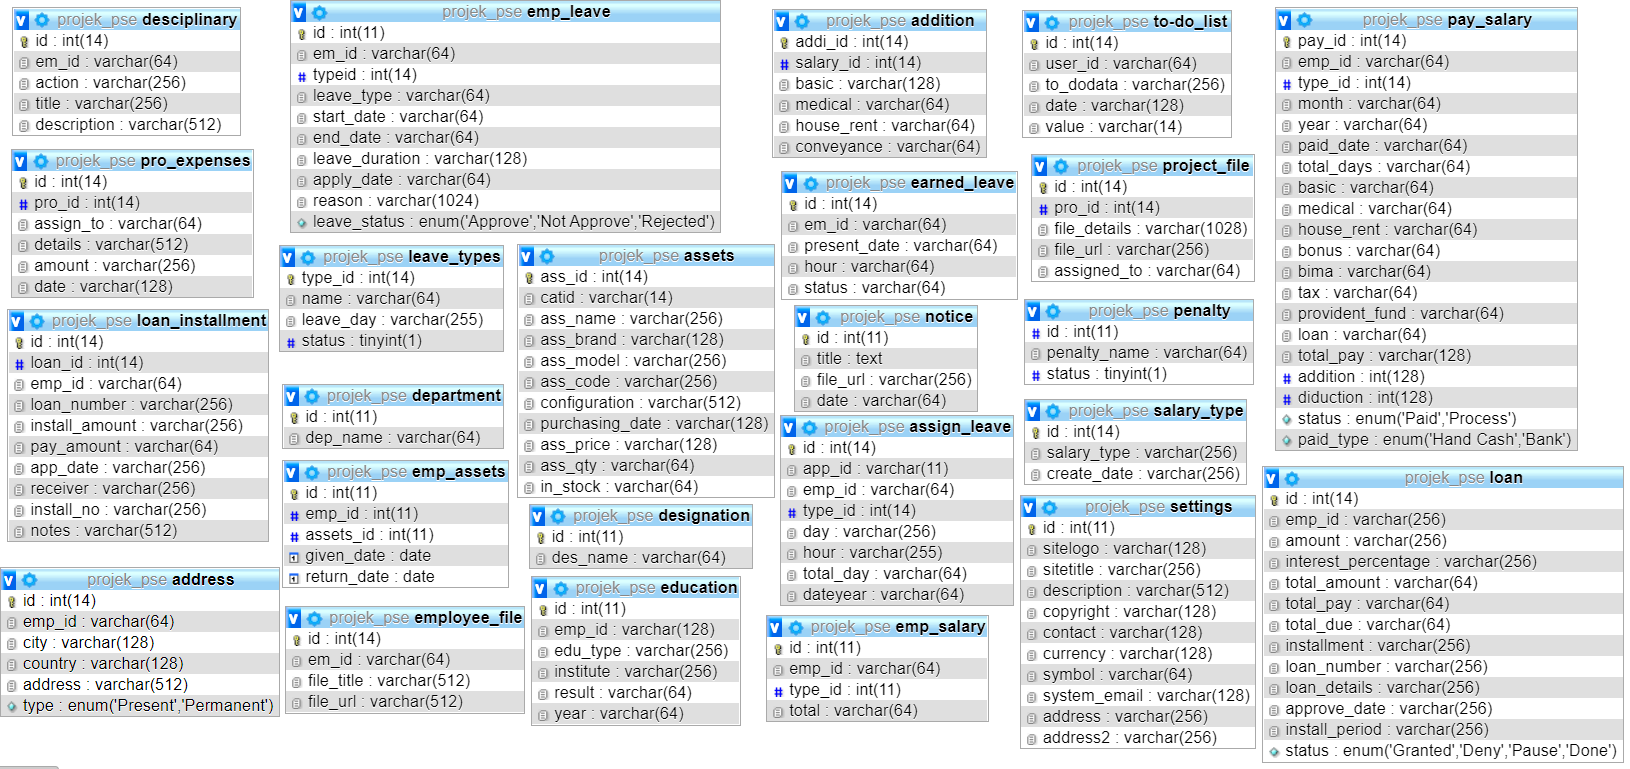 projek_pse desciplinary
id : int(14)
em_id : varchar(64)
action : varchar(256)
title : varchar(256)
description : varchar(512)
projek_pse pro_expenses
id : int(14)
pro_id : int(14)
assign_to : varchar(64)
details : varchar(512)
amount : varchar(256)
date : varchar(128)
projek_pse loan_installment
id : int(14)
loan_id : int(14)
emp_id : varchar(64)
loan_number : varchar(256)
install_amount : varchar(256)
pay_amount : varchar(64)
app_date : varchar(256)
receiver : varchar(256)
install_no : varchar(256)
notes : varchar(512)
projek_pse address
id : int(14)
emp_id : varchar(64)
city : varchar(128)
country : varchar(128)
address : varchar(512)
type : enum('Present','Permanent')
projek_pse emp_leave
id : int(11)
em_id : varchar(64)
typeid : int(14)
leave_type : varchar(64)
start_date : varchar(64)
end_date : varchar(64)
leave_duration : varchar(128)
apply_date : varchar(64)
reason : varchar(1024)
leave_status : enum('Approve','Not Approve','Rejected')
projek_pse leave_types
type_id : int(14)
name : varchar(64)
leave_day : varchar(255)
status : tinyint(1)
projek_pse department
id : int(11)
dep_name : varchar(64)
projek_pse emp_assets
id : int(11)
emp_id : int(11)
assets_id : int(11)
given_date : date
return_date : date
projek_pse employee_file
id : int(14)
em_id : varchar(64)
file_title : varchar(512)
file_url : varchar(512)
projek_pse assets
ass_id : int(14)
catid : varchar(14)
ass_name : varchar(256)
ass_brand : varchar(128)
ass_model : varchar(256)
ass_code : varchar(256)
configuration : varchar(512)
purchasing_date : varchar(128)
ass_price : varchar(128)
ass_qty : varchar(64)
in_stock : varchar(64)
projek_pse designation
id : int(11)
des_name : varchar(64)
projek_pse education
id : int(11)
emp_id : varchar(128)
edu_type : varchar(256)
institute : varchar(256)
result : varchar(64)
year : varchar(64)
projek_pse addition
addi_id : int(14)
salary_id : int(14)
basic : varchar(128)
medical : varchar(64)
house_rent : varchar(64)
conveyance : varchar(64)
projek_pse earned_leave
id : int(14)
em_id : varchar(64)
present_date : varchar(64)
hour : varchar(64)
status : varchar(64)
projek_pse notice
id : int(11)
title : text
file_url : varchar(256)
date : varchar(64)
projek_pse assign_leave
id : int(14)
app_id : varchar(11)
emp_id : varchar(64)
type_id : int(14)
day : varchar(256)
hour : varchar(255)
total_day : varchar(64)
dateyear : varchar(64)
projek_pse emp_salary
id : int(11)
emp_id : varchar(64)
type_id : int(11)
total : varchar(64)
projek_pse to-do_list
id : int(14)
user_id : varchar(64)
to_dodata : varchar(256)
date : varchar(128)
value : varchar(14)
projek_pse project_file
id : int(14)
pro_id : int(14)
file_details : varchar(1028)
file_url : varchar(256)
assigned_to : varchar(64)
projek_pse penalty
id : int(11)
penalty_name : varchar(64)
status : tinyint(1)
projek_pse salary_type
id : int(14)
salary_type : varchar(256)
create_date : varchar(256)
projek_pse settings
id : int(11)
sitelogo : varchar(128)
sitetitle : varchar(256)
description : varchar(512)
copyright : varchar(128)
contact : varchar(128)
currency : varchar(128)
symbol : varchar(64)
system_email : varchar(128)
address : varchar(256)
address2 : varchar(256)
projek_pse pay_salary
pay_id : int(14)
emp_id : varchar(64)
type_id : int(14)
month : varchar(64)
year : varchar(64)
paid_date : varchar(64)
total_days : varchar(64)
basic : varchar(64)
medical : varchar(64)
house_rent : varchar(64)
bonus : varchar(64)
bima : varchar(64)
tax : varchar(64)
provident_fund : varchar(64)
loan : varchar(64)
total_pay : varchar(128)
addition : int(128)
diduction : int(128)
status : enum('Paid','Process')
paid_type : enum('Hand Cash','Bank')
projek_pse loan
id : int(14)
emp_id : varchar(256)
amount : varchar(256)
interest_percentage : varchar(256)
total_amount : varchar(64)
total_pay : varchar(64)
total_due : varchar(64)
installment : varchar(256)
loan_number : varchar(256)
loan_details : varchar(256)
approve_date : varchar(256)
install_period : varchar(256)
status : enum('Granted','Deny','Pause','Done')